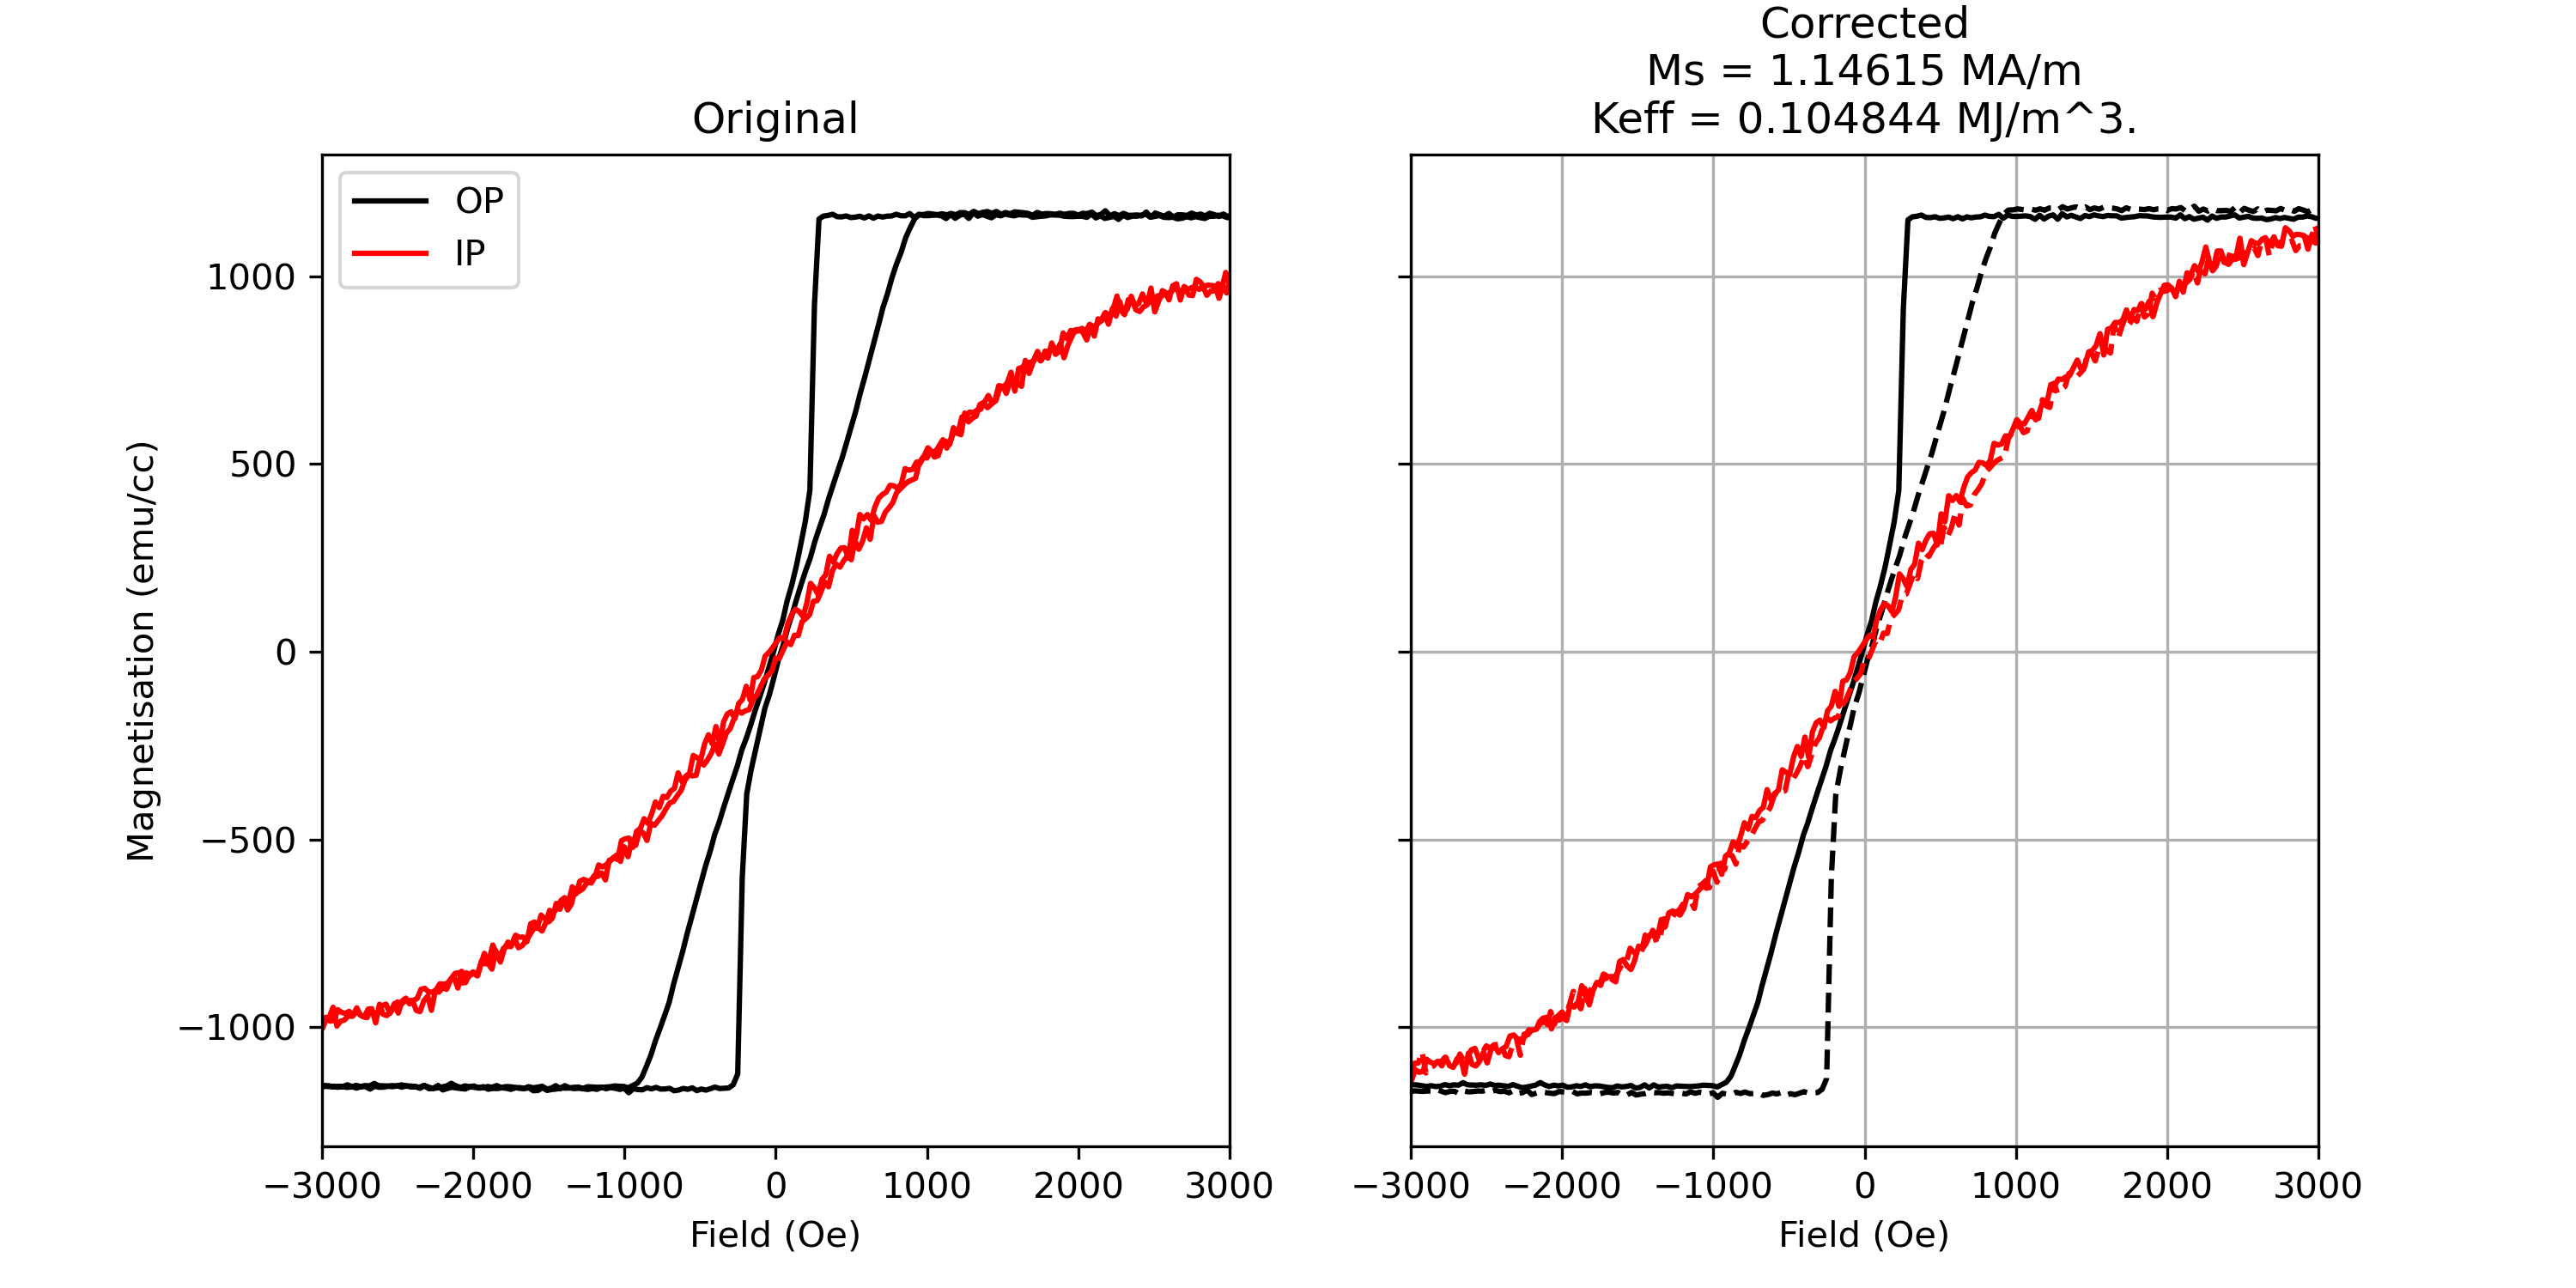 Original
OP
IP
1000
500
0
−500
−1000
Magnetisation (emu/cc)
−3000 −2000 −1000 0 1000 2000 3000
Field (Oe)
Corrected
Ms = 1.14615 MA/m
Keff = 0.104844 MJ/m^3.
−3000 −2000 −1000 0 1000 2000 3000
Field (Oe)